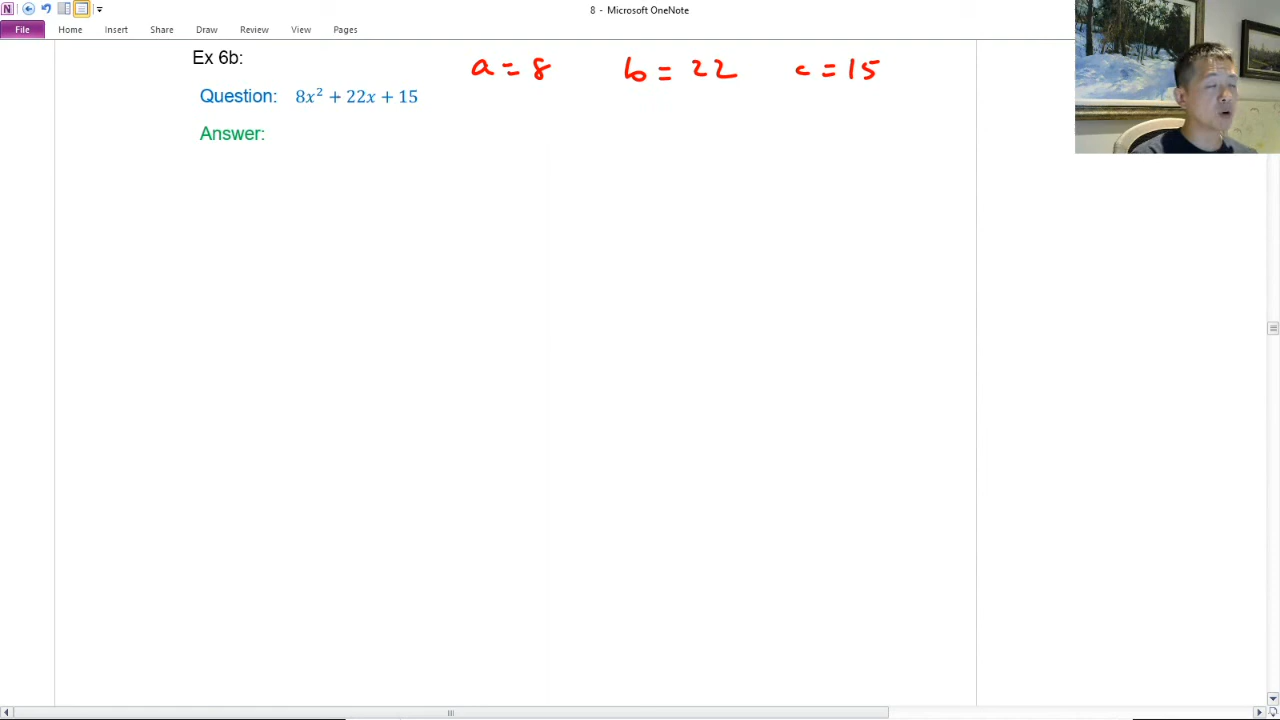 8 - Microsoft OneNote
File Home Insert Share Draw Review View Pages
Ex 6b:
a = 8 b = 22 c = 15
Question: 8x² + 22x + 15
Answer: